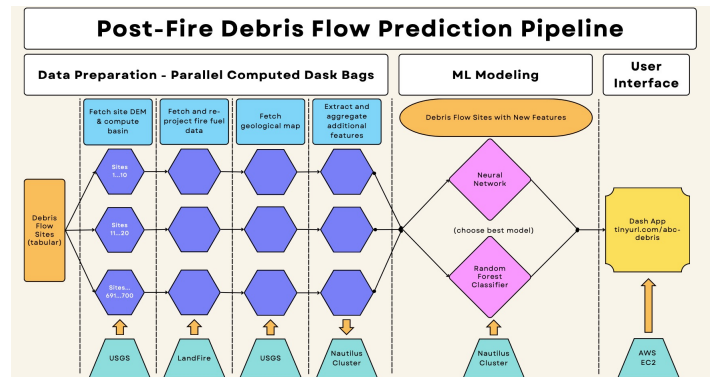 Post-Fire Debris Flow Prediction Pipeline
Data Preparation - Parallel Computed Dask Bags
ML Modeling
User
Interface
Fetch site DEM
& compute
basin
Fetch and re-
project fire fuel
data
Fetch
geological map
Extract and
aggregate
additional
features
Debris Flow Sites with New Features
Debris
Flow
Sites
(tabular)
Sites
1...10
Sites
11...20
Sites...
691...700
Neural
Network
(choose best model)
Random
Forest
Classifier
Dash App
tinyurl.com/abc-
debris
USGS
LandFire
USGS
Nautilus
Cluster
Nautilus
Cluster
AWS
EC2